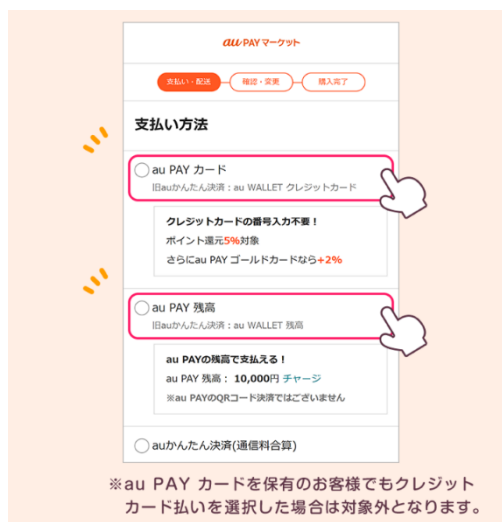 au PAY マーケット
支払い・配送
確認・変更
購入完了
支払い方法
au PAY カード
旧auかんたん決済：au WALLET クレジットカード
クレジットカードの番号入力不要！
ポイント還元5%対象
さらにau PAY ゴールドカードなら+2%
au PAY 残高
旧auかんたん決済：au WALLET 残高
au PAYの残高で支払える！
au PAY 残高： 10,000円 チャージ
※au PAYのQRコード決済ではございません
auかんたん決済(通信料合算)
※au PAY カードを保有のお客様でもクレジット
カード払いを選択した場合は対象外となります。